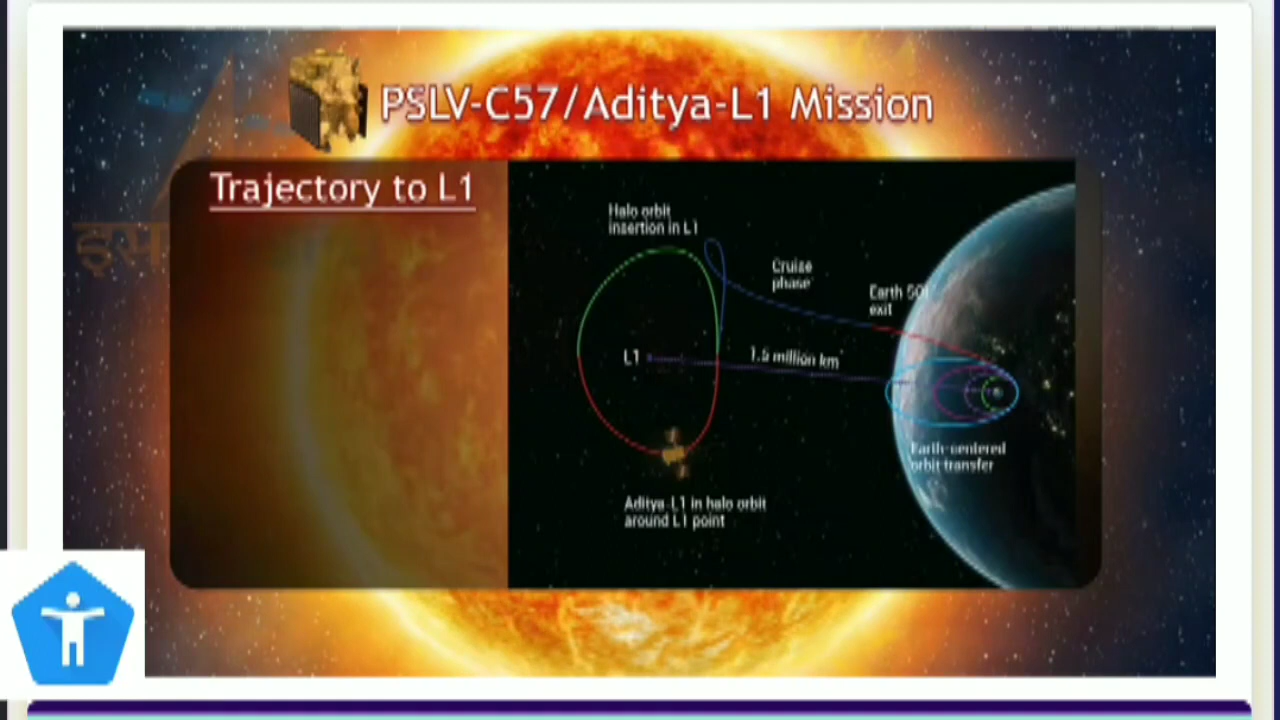 PSLV-C57/Aditya-L1 Mission
Trajectory to L1
इस
Halo orbit
insertion in L1
Cruise
phase
Earth SOI
exit
L1
1.5 million km
Earth-centered
orbit transfer
Aditya-L1 in halo orbit
around L1 point